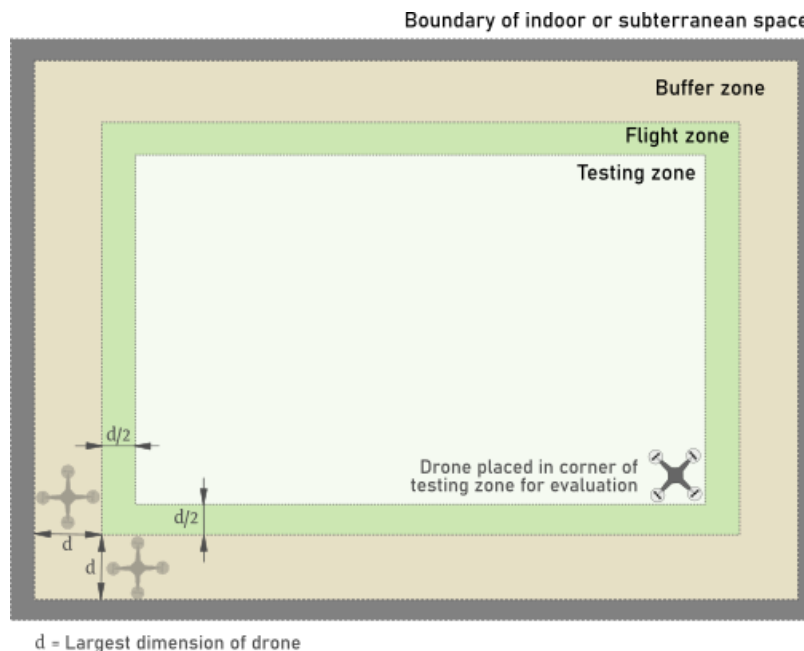 Boundary of indoor or subterranean space
Buffer zone
Flight zone
Testing zone
d/2
Drone placed in corner of
testing zone for evaluation
d/2
d
d
d = Largest dimension of drone